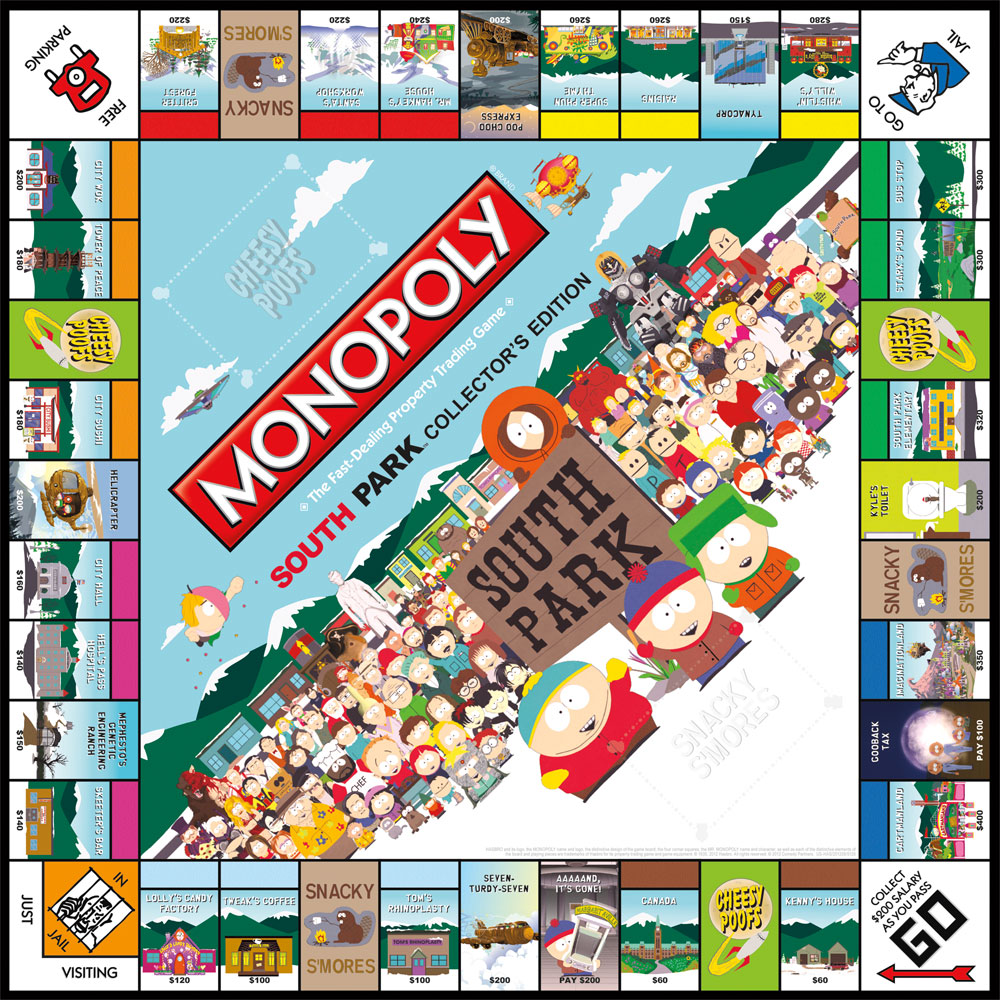 FREE
PARKING
$220
CRITTER
FOREST
SNACKY
S'MORES
$220
SANTA'S
WORKSHOP
$240
MR. HANKEY'S
HOUSE
$200
POO CHOO
EXPRESS
$260
SUPER PHUN
THYME
$260
RAISINS
$150
TYNACORP
$280
WHISTLIN'
WILLY'S
GO TO
JAIL
CITY WOK
$200
TOWER OF PEACE
$180
CHEESY
POOFS
CITY SUSHI
$180
HELICRAPTER
$200
CITY HALL
$160
HELL'S PASS
HOSPITAL
$140
MEPHESTO'S
GENETIC
ENGINEERING
RANCH
$150
SKEETER'S BAR
$140
CHEESY
POOFS
MONOPOLY
The Fast-Dealing Property Trading Game
SOUTH PARK™ COLLECTOR'S EDITION
SOUTH
PARK
CHEF
SNACKY
S'MORES
BUS STOP
$300
STARK'S POND
$300
CHEESY
POOFS
SOUTH PARK
ELEMENTARY
$320
KYLE'S
TOILET
$200
SNACKY
S'MORES
IMAGINATIONLAND
$350
GOOBACK
TAX
PAY $100
CARTMANLAND
$400
JUST
VISITING
IN
JAIL
LOLLY'S CANDY
FACTORY
$120
TWEAK'S COFFEE
$100
SNACKY
S'MORES
TOM'S
RHINOPLASTY
TOM'S RHINOPLASTY
$100
SEVEN-
TURDY-SEVEN
$200
AAAAAND,
IT'S GONE!
PAY $200
CANADA
$60
CHEESY
POOFS
KENNY'S HOUSE
$60
COLLECT
$200 SALARY
AS YOU PASS
GO